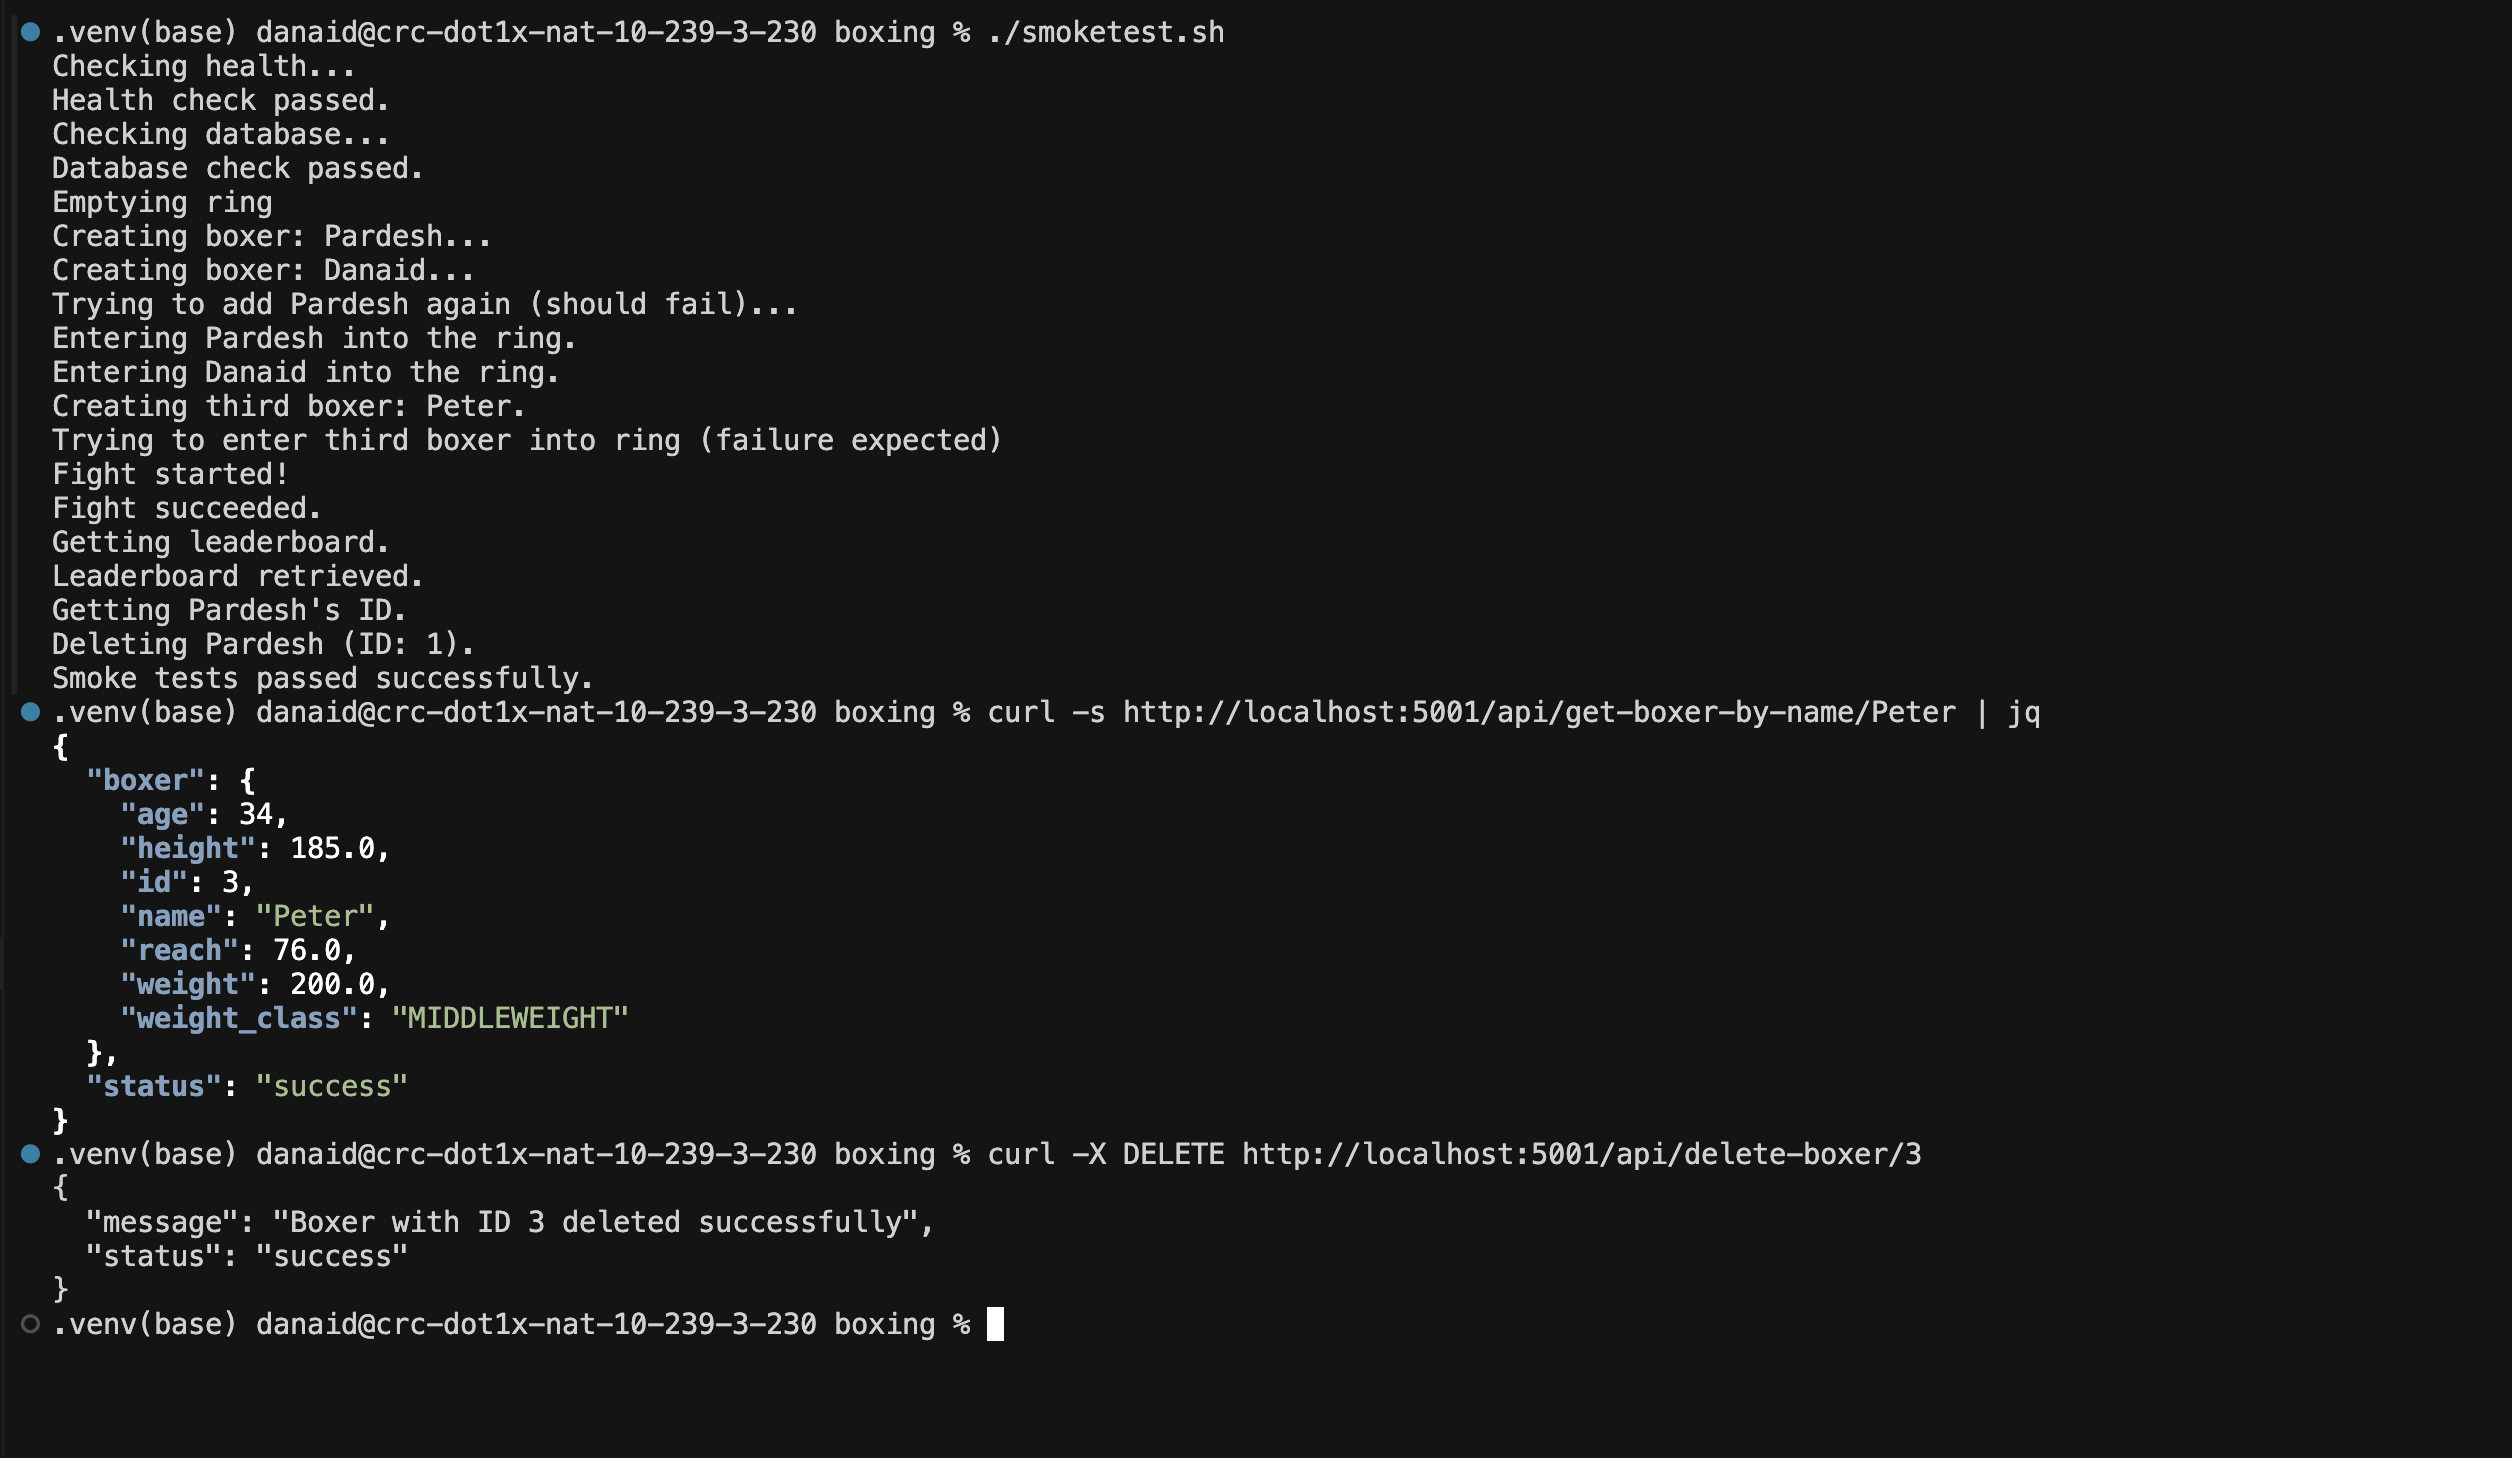 .venv(base) danaid@crc-dot1x-nat-10-239-3-230 boxing % ./smoketest.sh
Checking health...
Health check passed.
Checking database...
Database check passed.
Emptying ring
Creating boxer: Pardesh...
Creating boxer: Danaid...
Trying to add Pardesh again (should fail)...
Entering Pardesh into the ring.
Entering Danaid into the ring.
Creating third boxer: Peter.
Trying to enter third boxer into ring (failure expected)
Fight started!
Fight succeeded.
Getting leaderboard.
Leaderboard retrieved.
Getting Pardesh's ID.
Deleting Pardesh (ID: 1).
Smoke tests passed successfully.
.venv(base) danaid@crc-dot1x-nat-10-239-3-230 boxing % curl -s http://localhost:5001/api/get-boxer-by-name/Peter | jq
{
  "boxer": {
    "age": 34,
    "height": 185.0,
    "id": 3,
    "name": "Peter",
    "reach": 76.0,
    "weight": 200.0,
    "weight_class": "MIDDLEWEIGHT"
  },
  "status": "success"
}
.venv(base) danaid@crc-dot1x-nat-10-239-3-230 boxing % curl -X DELETE http://localhost:5001/api/delete-boxer/3
{
  "message": "Boxer with ID 3 deleted successfully",
  "status": "success"
}
.venv(base) danaid@crc-dot1x-nat-10-239-3-230 boxing %